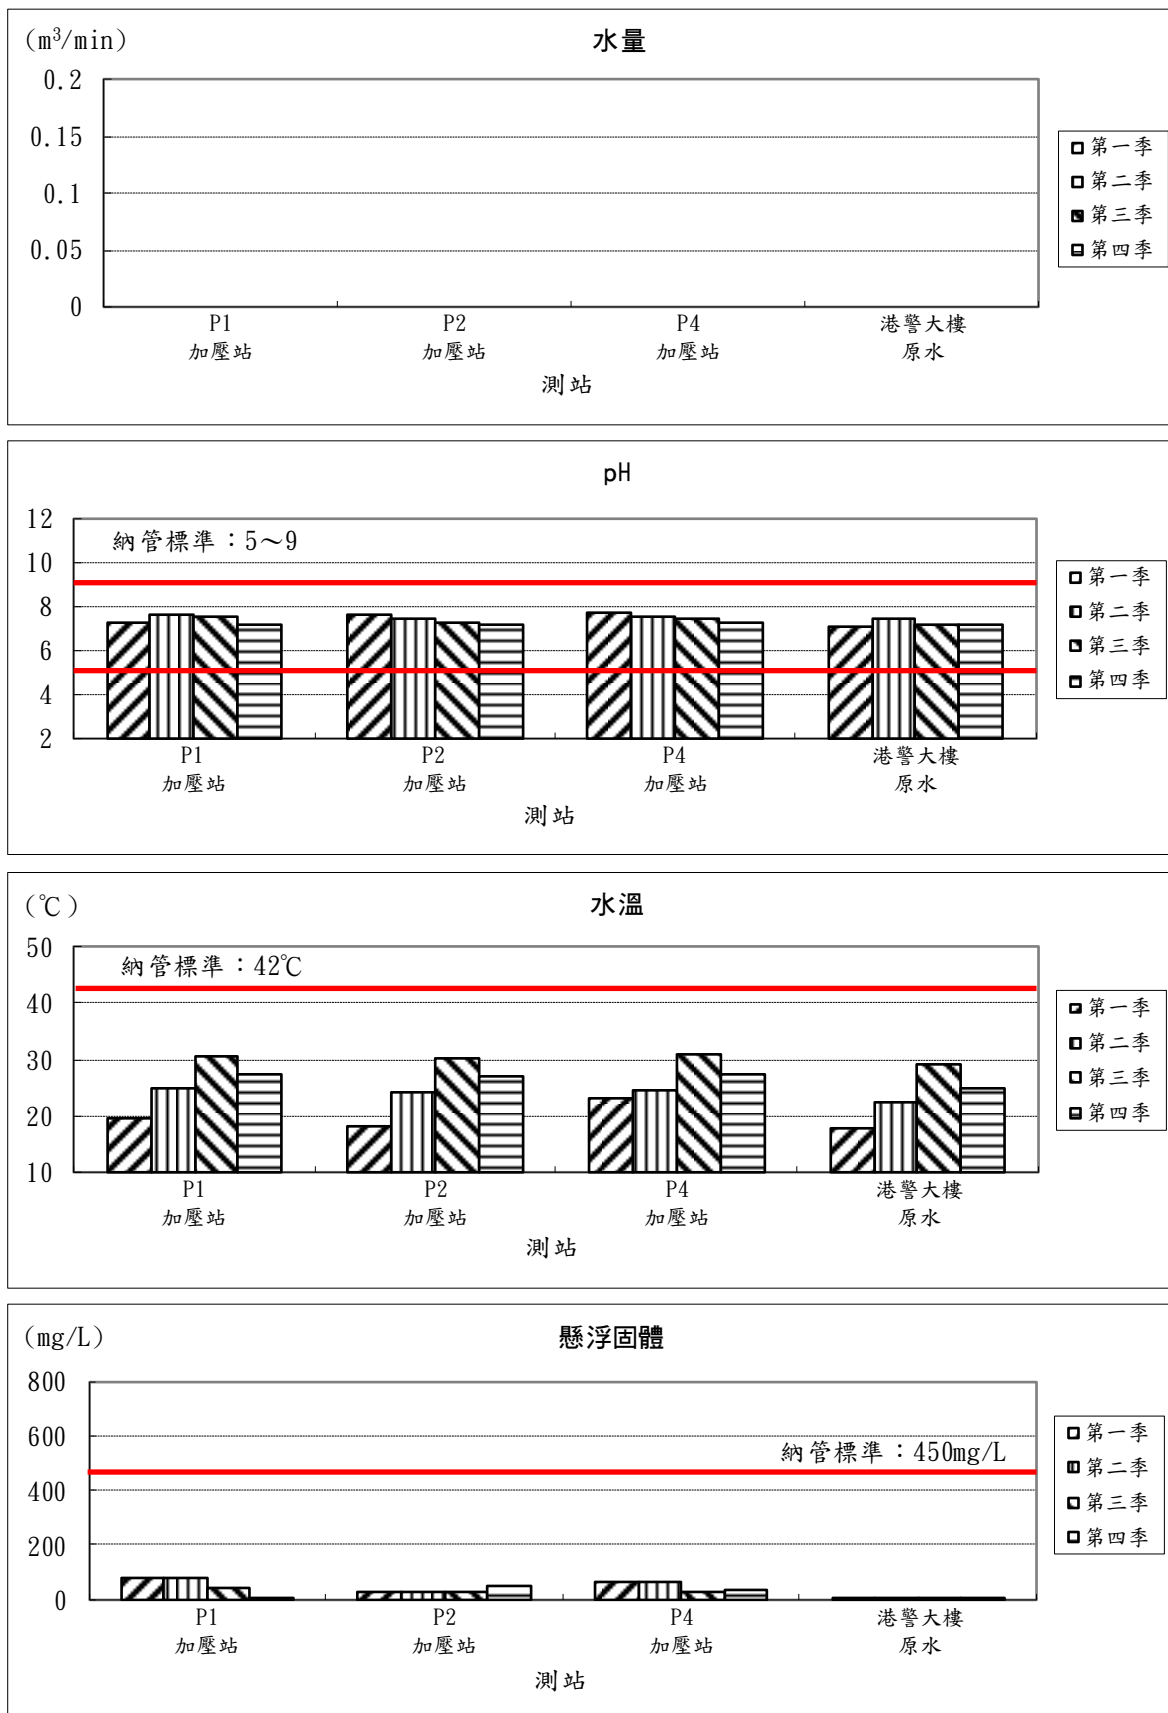 (m³/min)
水量
0.2
0.15
0.1
0.05
0
P1
加壓站
P2
加壓站
P4
加壓站
港警大樓
原水
測站
第一季
第二季
第三季
第四季
pH
納管標準：5～9
12
10
8
6
4
2
P1
加壓站
P2
加壓站
P4
加壓站
港警大樓
原水
測站
第一季
第二季
第三季
第四季
(℃)
水溫
納管標準：42℃
50
40
30
20
10
P1
加壓站
P2
加壓站
P4
加壓站
港警大樓
原水
測站
第一季
第二季
第三季
第四季
(mg/L)
懸浮固體
納管標準：450mg/L
800
600
400
200
0
P1
加壓站
P2
加壓站
P4
加壓站
港警大樓
原水
測站
第一季
第二季
第三季
第四季